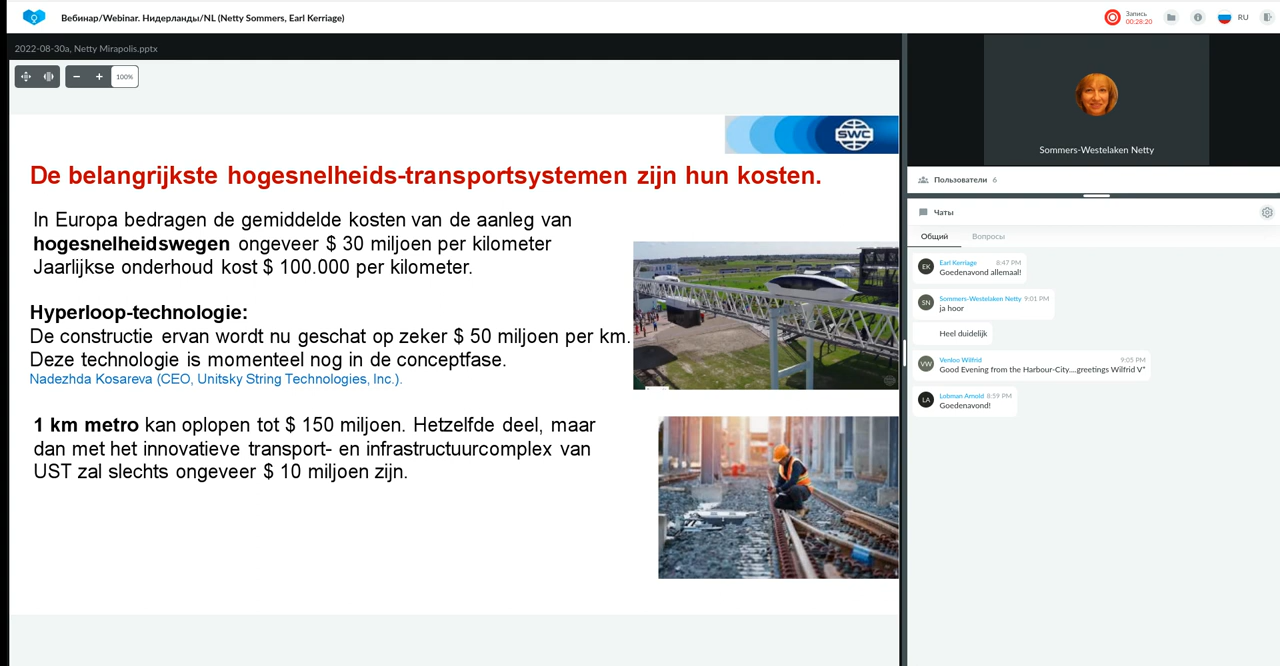 Вебинар/Webinar. Нидерланды/NL (Netty Sommers, Earl Kerriage)
Запись
00:28:20
RU
2022-08-30a, Netty Mirapolis.pptx
100%
SWC
De belangrijkste hogesnelheids-transportsystemen zijn hun kosten.
In Europa bedragen de gemiddelde kosten van de aanleg van
hogesnelheidswegen ongeveer $ 30 miljoen per kilometer
Jaarlijkse onderhoud kost $ 100.000 per kilometer.
Hyperloop-technologie:
De constructie ervan wordt nu geschat op zeker $ 50 miljoen per km.
Deze technologie is momenteel nog in de conceptfase.
Nadezhda Kosareva (CEO, Unitsky String Technologies, Inc.).
1 km metro kan oplopen tot $ 150 miljoen. Hetzelfde deel, maar
dan met het innovatieve transport- en infrastructuurcomplex van
UST zal slechts ongeveer $ 10 miljoen zijn.
Sommers-Westelaken Netty
Пользователи 6
Чаты
Общий Вопросы
EK Earl Kerriage 8:47 PM
Goedenavond allemaal!
SN Sommers-Westelaken Netty 9:01 PM
ja hoor
Heel duidelijk
VW Venloo Wilfrid 9:05 PM
Good Evening from the Harbour-City....greetings Wilfrid V"
LA Lobman Arnold 8:59 PM
Goedenavond!